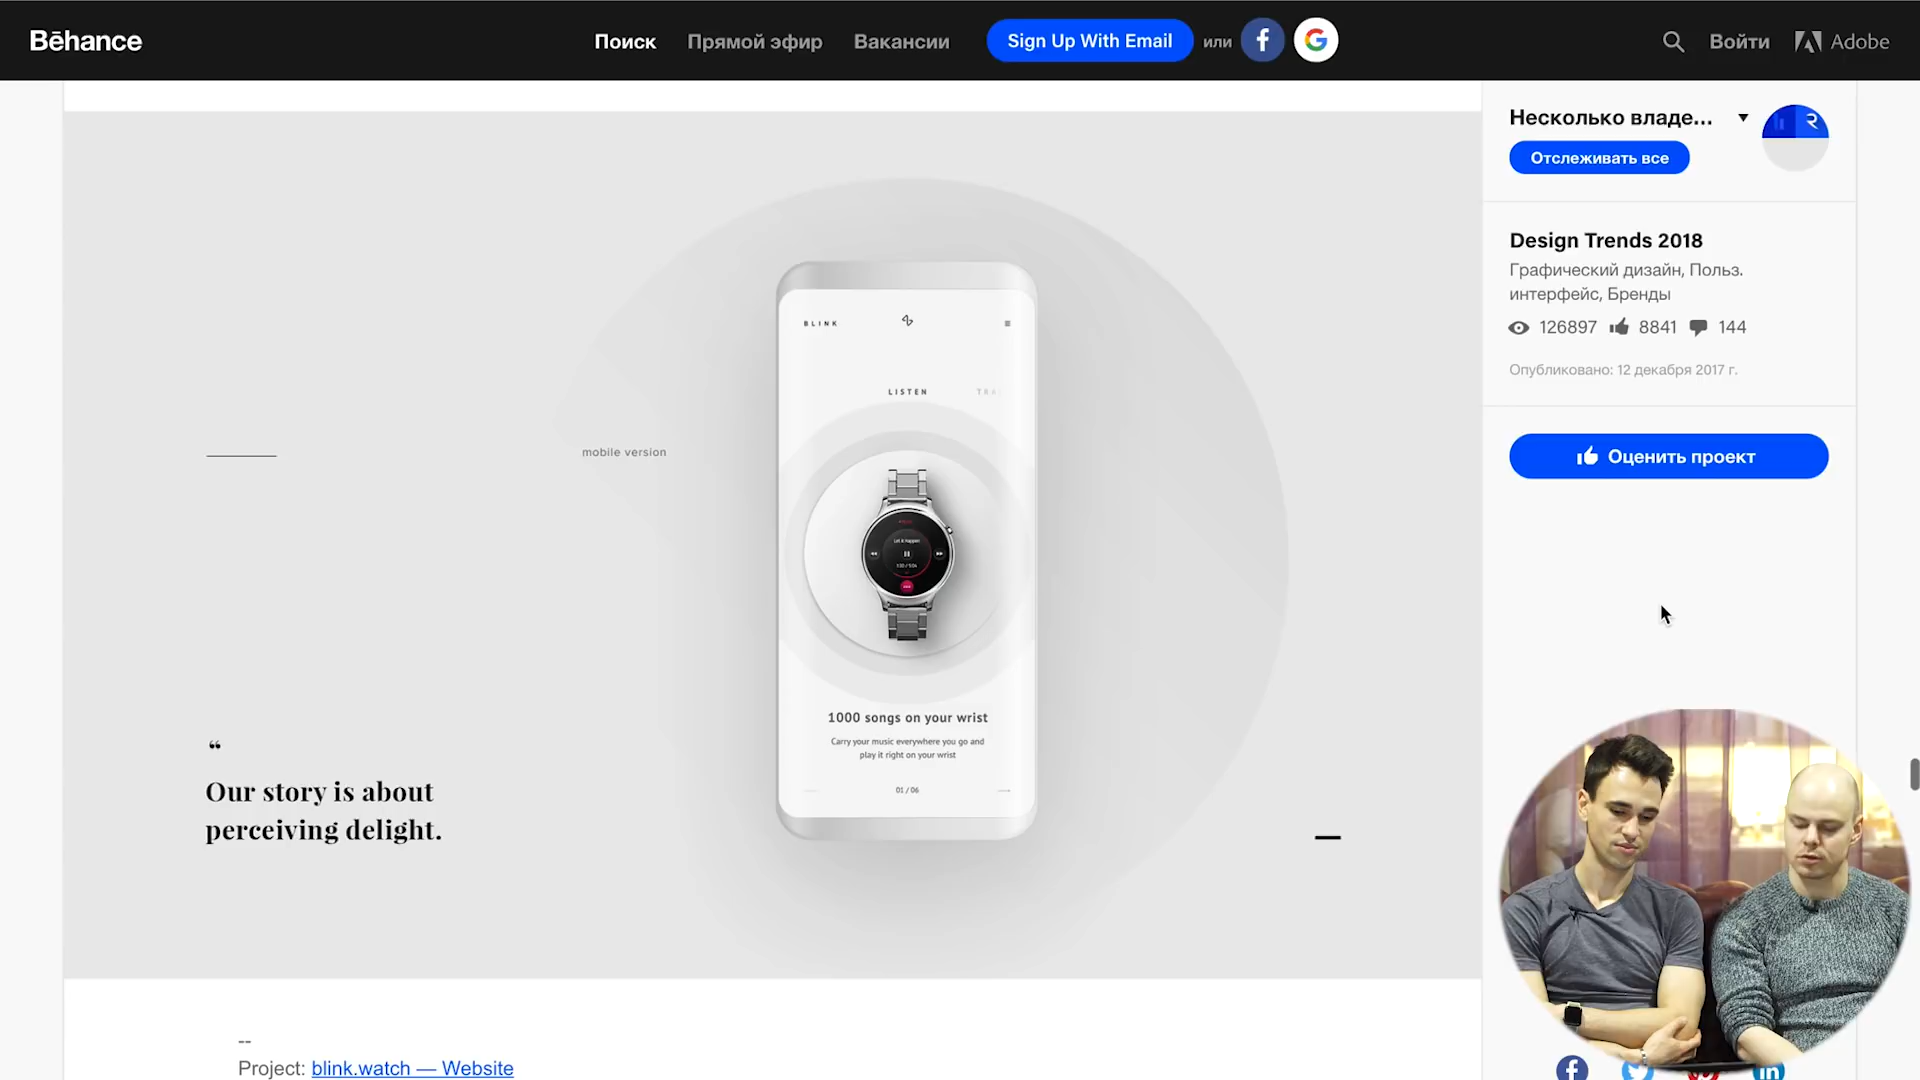 Bēhance
Поиск
Прямой эфир
Вакансии
Sign Up With Email
или
Войти
Adobe
Несколько владе...
Отслеживать все
Design Trends 2018
Графический дизайн, Польз.
интерфейс, Бренды
126897
8841
144
Опубликовано: 12 декабря 2017 г.
Оценить проект
BLINK
LISTEN
mobile version
Let it happen
1000 songs on your wrist
Carry your music everywhere you go and
play it right on your wrist
01 / 06
“
Our story is about
perceiving delight.
--
Project: blink.watch — Website